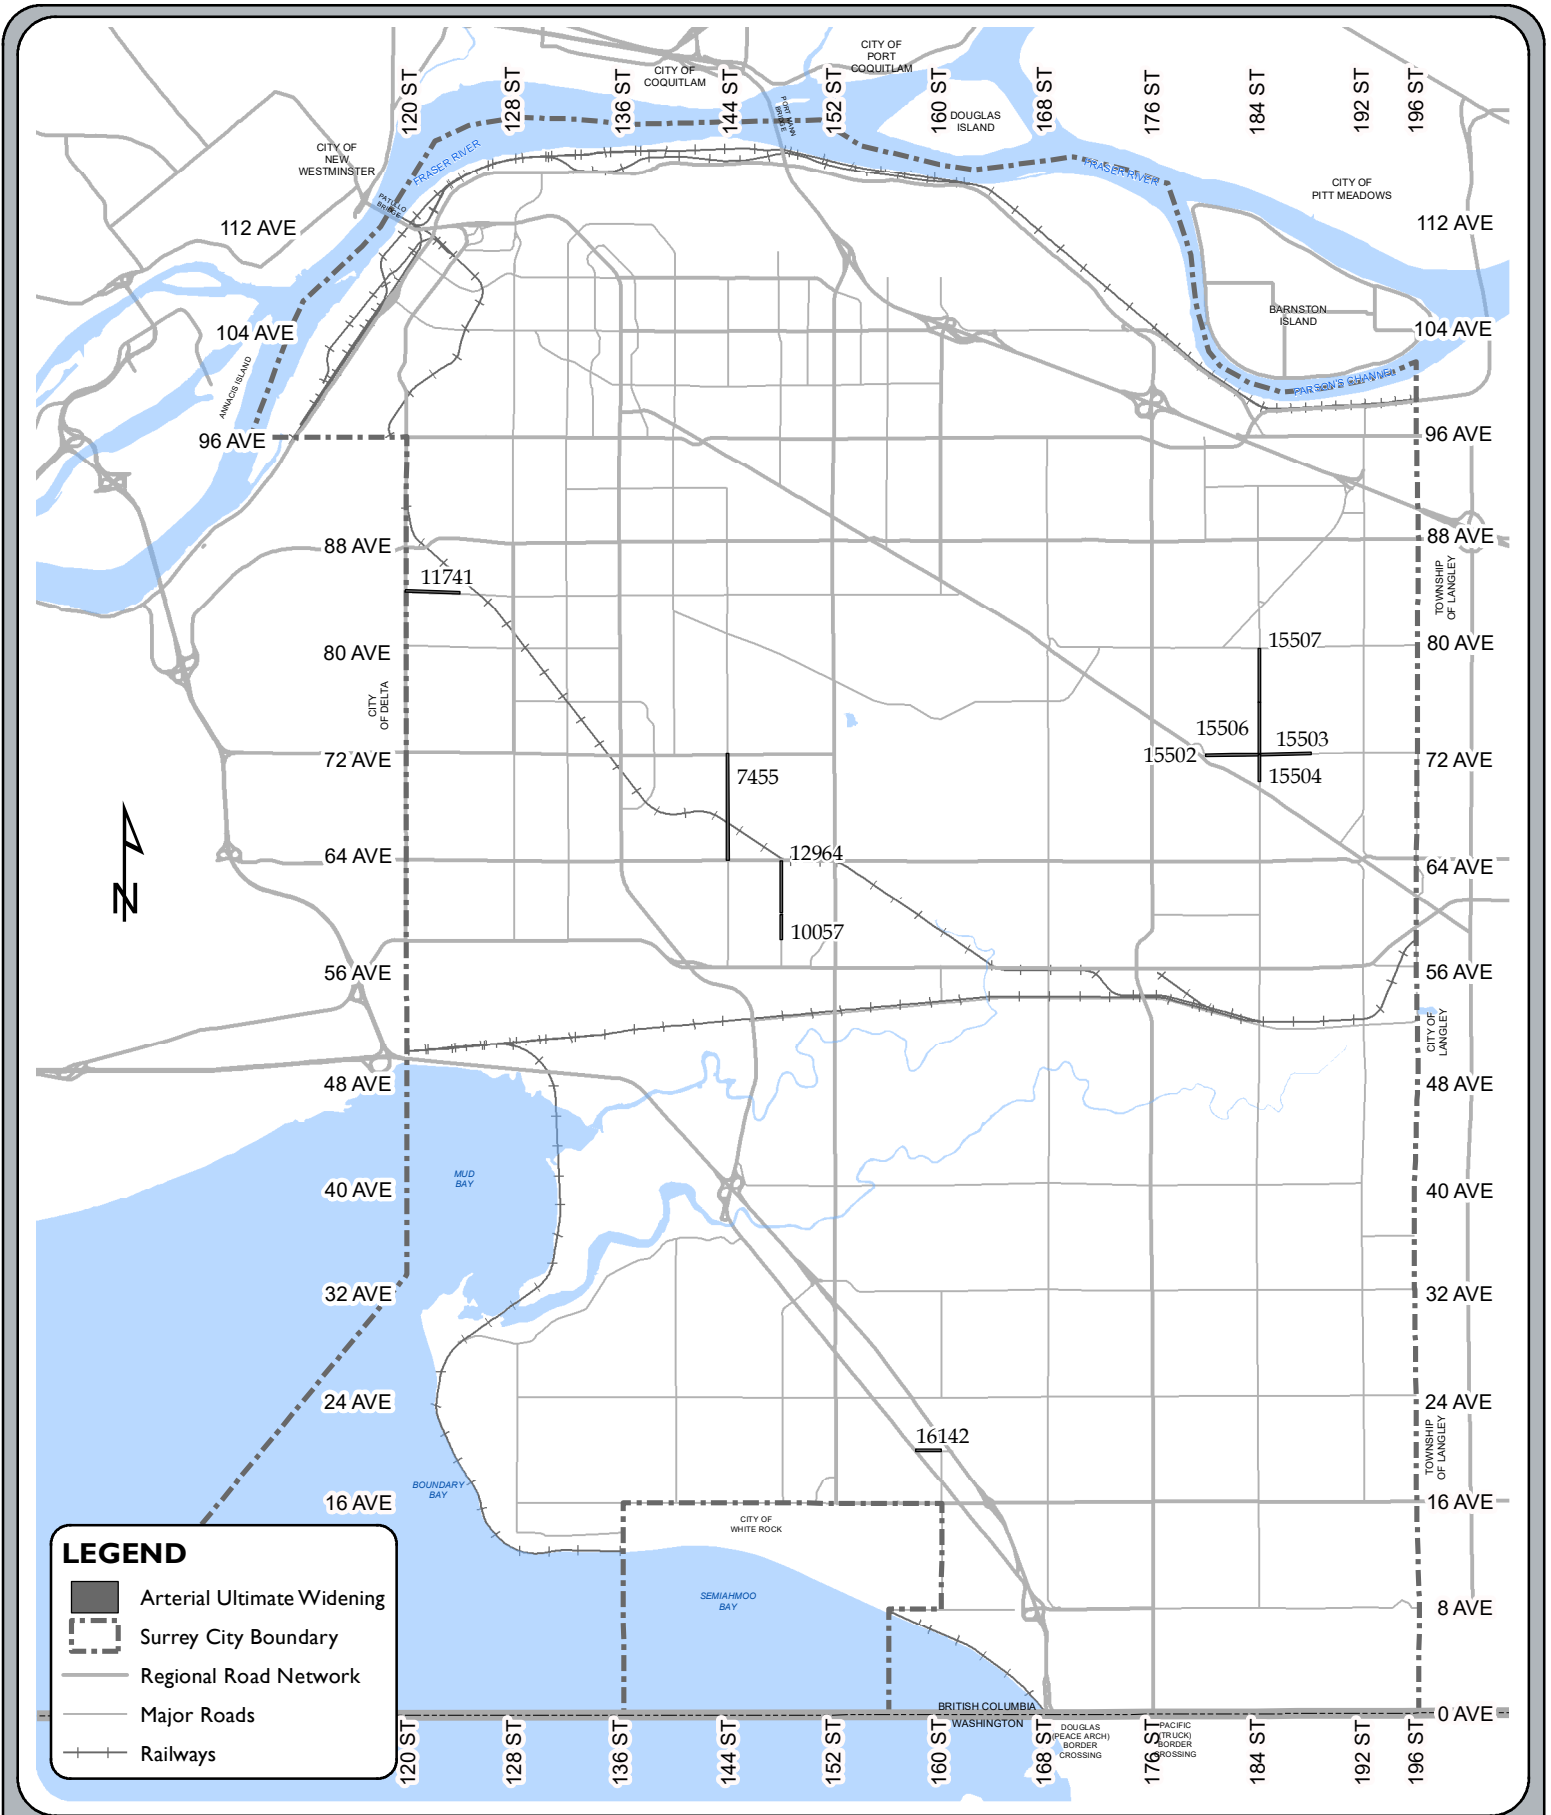 CITY OF
PORT
COQUITLAM
CITY OF
COQUITLAM
120 ST
128 ST
136 ST
144 ST
152 ST
160 ST
168 ST
176 ST
184 ST
192 ST
196 ST
PORT MANN
BRIDGE
DOUGLAS
ISLAND
CITY OF
NEW
WESTMINSTER
FRASER RIVER
FRASER RIVER
CITY OF
PITT MEADOWS
PATULLO
BRIDGE
112 AVE
112 AVE
BARNSTON
ISLAND
104 AVE
104 AVE
ANNACIS ISLAND
PARSON'S CHANNEL
96 AVE
96 AVE
88 AVE
88 AVE
11741
TOWNSHIP
OF LANGLEY
80 AVE
15507
80 AVE
CITY
OF DELTA
15506
15503
72 AVE
15502
72 AVE
7455
15504
64 AVE
12964
64 AVE
N
10057
56 AVE
56 AVE
CITY OF
LANGLEY
48 AVE
48 AVE
MUD
BAY
40 AVE
40 AVE
32 AVE
32 AVE
24 AVE
24 AVE
16142
TOWNSHIP
OF LANGLEY
BOUNDARY
BAY
16 AVE
16 AVE
CITY OF
WHITE ROCK
LEGEND
Arterial Ultimate Widening
Surrey City Boundary
Regional Road Network
Major Roads
Railways
SEMIAHMOO
BAY
8 AVE
BRITISH COLUMBIA
WASHINGTON
0 AVE
DOUGLAS
(PEACE ARCH)
BORDER
CROSSING
PACIFIC
(TRUCK)
BORDER
CROSSING
120 ST
128 ST
136 ST
144 ST
152 ST
160 ST
168 ST
176 ST
184 ST
192 ST
196 ST